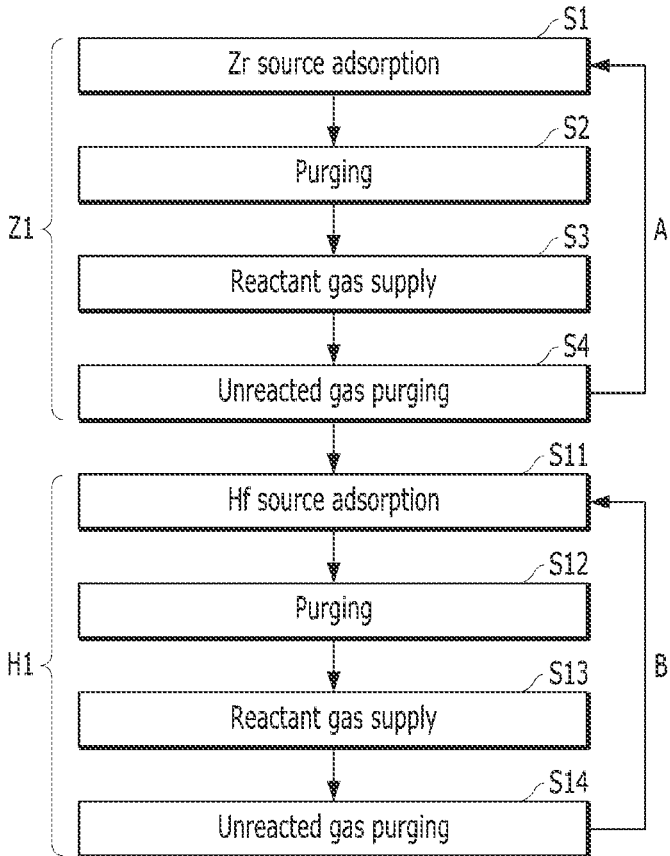 S1
Zr source adsorption
S2
Purging
Z1
S3
A
Reactant gas supply
S4
Unreacted gas purging
S11
Hf source adsorption
S12
Purging
H1
S13
B
Reactant gas supply
S14
Unreacted gas purging